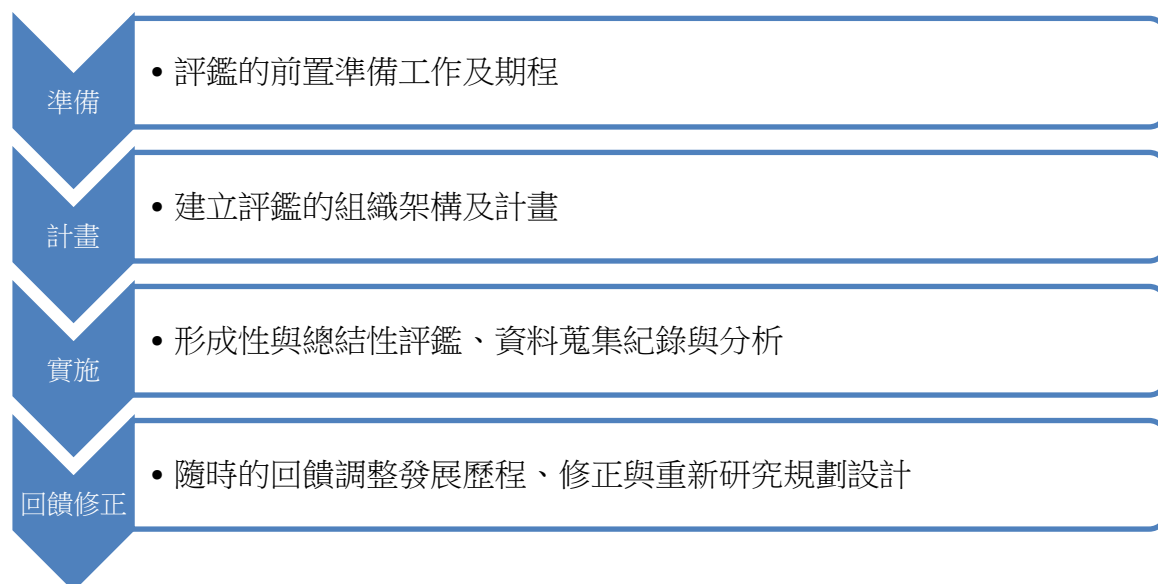 準備
• 評鑑的前置準備工作及期程
計畫
• 建立評鑑的組織架構及計畫
實施
• 形成性與總結性評鑑、資料蒐集紀錄與分析
回饋修正
• 隨時的回饋調整發展歷程、修正與重新研究規劃設計